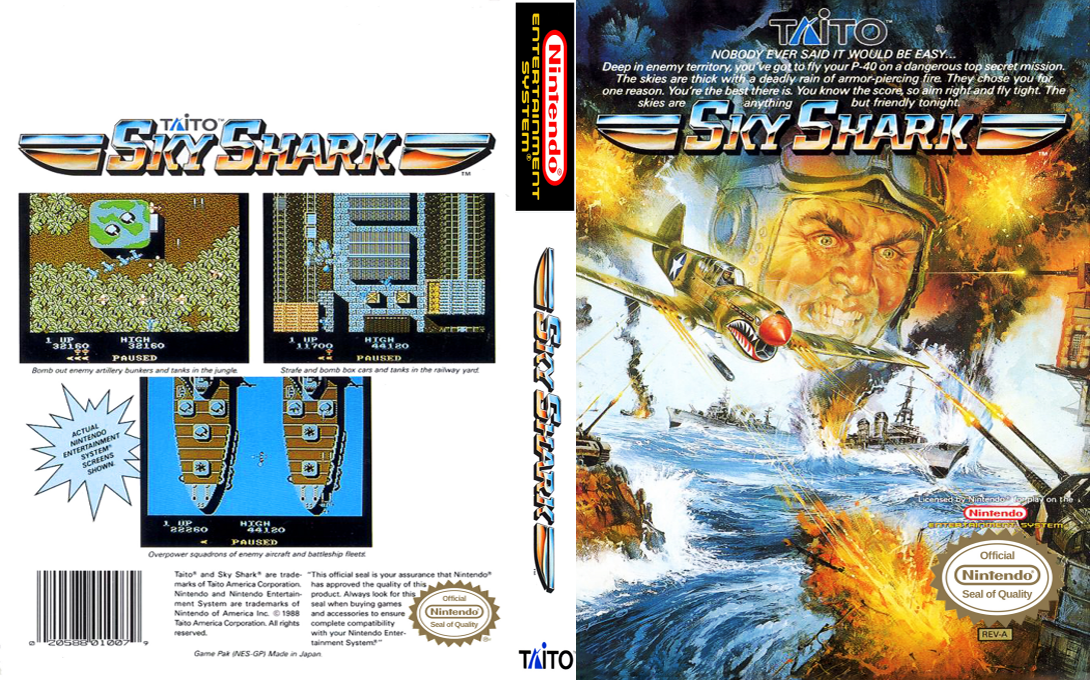 TAITO™
SKY SHARK
™
1 UP HIGH
32160 32160
PAUSED
Bomb out enemy artillery bunkers and tanks in the jungle.
1 UP HIGH
11700 44120
PAUSED
Strafe and bomb box cars and tanks in the railway yard.
ACTUAL
NINTENDO
ENTERTAINMENT
SYSTEM®
SCREENS
SHOWN.
1 UP HIGH
22260 44120
PAUSED
Overpower squadrons of enemy aircraft and battleship fleets.
0 20588 01007 9
Taito® and Sky Shark® are trade-
marks of Taito America Corporation.
Nintendo and Nintendo Entertain-
ment System are trademarks of
Nintendo of America Inc. © 1988
Taito America Corporation. All rights
reserved.
"This official seal is your assurance that Nintendo®
has approved the quality of this
product. Always look for this
seal when buying games
and accessories to ensure
complete compatibility
with your Nintendo Enter-
tainment System®"
Official
Nintendo®
Seal of Quality
Game Pak (NES-GP) Made in Japan.
Nintendo®
ENTERTAINMENT
SYSTEM®
SKY SHARK
TAITO
TAITO™
NOBODY EVER SAID IT WOULD BE EASY...
Deep in enemy territory, you've got to fly your P-40 on a dangerous top secret mission.
The skies are thick with a deadly rain of armor-piercing fire. They chose you for
one reason. You're the best there is. You know the score, so aim right and fly tight. The
skies are anything but friendly tonight.
SKY SHARK
™
Licensed by Nintendo® for play on the
Nintendo
ENTERTAINMENT SYSTEM®
Official
Nintendo®
Seal of Quality
REV-A